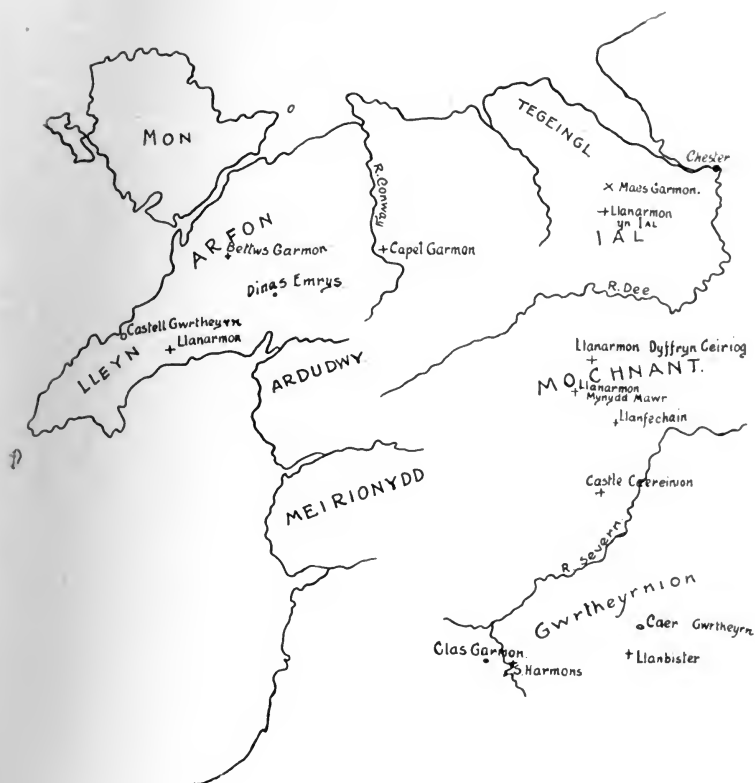 MON
TEGEINGL
Chester
Maes Garmon.
Llanarmon
yn IAL
IAL
R. Conway
ARFON
Bettws Garmon
Capel Garmon
Dinas Emrys
R. Dee
Castell Gwrtheyrn
Llanarmon
LLEYN
ARDUDWY
Llanarmon Dyffryn Ceiriog
MOCHNANT.
Llanarmon
Mynydd Mawr
Llanfechain
MEIRIONYDD
Castle Caereinion
R. Severn.
Gwrtheyrnion
Caer Gwrtheyrn
Clas Garmon.
S. Harmons
Llanbister